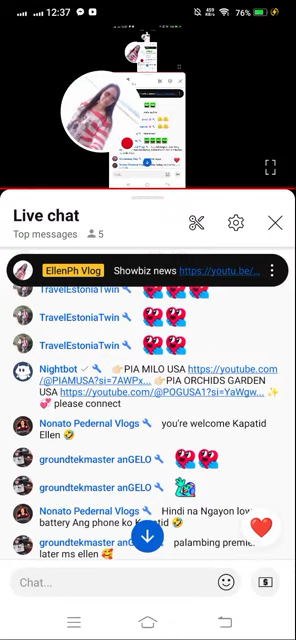 12:37
459
KB/s
76%
Live chat
Top messages 5
EllenPh Vlog Showbiz news https://youtu.be/...
TravelEstoniaTwin
TravelEstoniaTwin
TravelEstoniaTwin
Nightbot PIA MILO USA https://youtube.com
/@PIAMUSA?si=7AWPx... PIA ORCHIDS GARDEN
USA https://youtube.com/@POGUSA1?si=YaWgw...
please connect
Nonato Pedernal Vlogs you're welcome Kapatid
Ellen
groundtekmaster anGELO
groundtekmaster anGELO
Nonato Pedernal Vlogs Hindi na Ngayon low
battery Ang phone ko Kapatid
groundtekmaster anGELO palambing premie
later ms ellen
Chat...